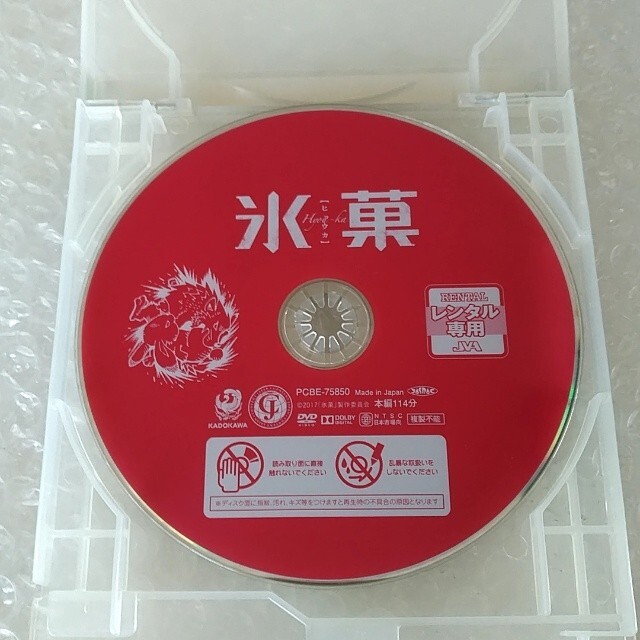 氷菓
[ヒョウカ]
Hyou-ka
RENTAL
レンタル
専用
JVA
KADOKAWA
PCBE-75850 Made in Japan
©2017「氷菓」製作委員会 本編114分
DVD VIDEO
DOLBY DIGITAL
2 NTSC 日本市場向
複製不能
読み取り面に直接
触れないでください
乱暴な取扱いを
しないでください
※ディスク面に指紋、汚れ、キズ等をつけますと再生時の不具合の原因となります